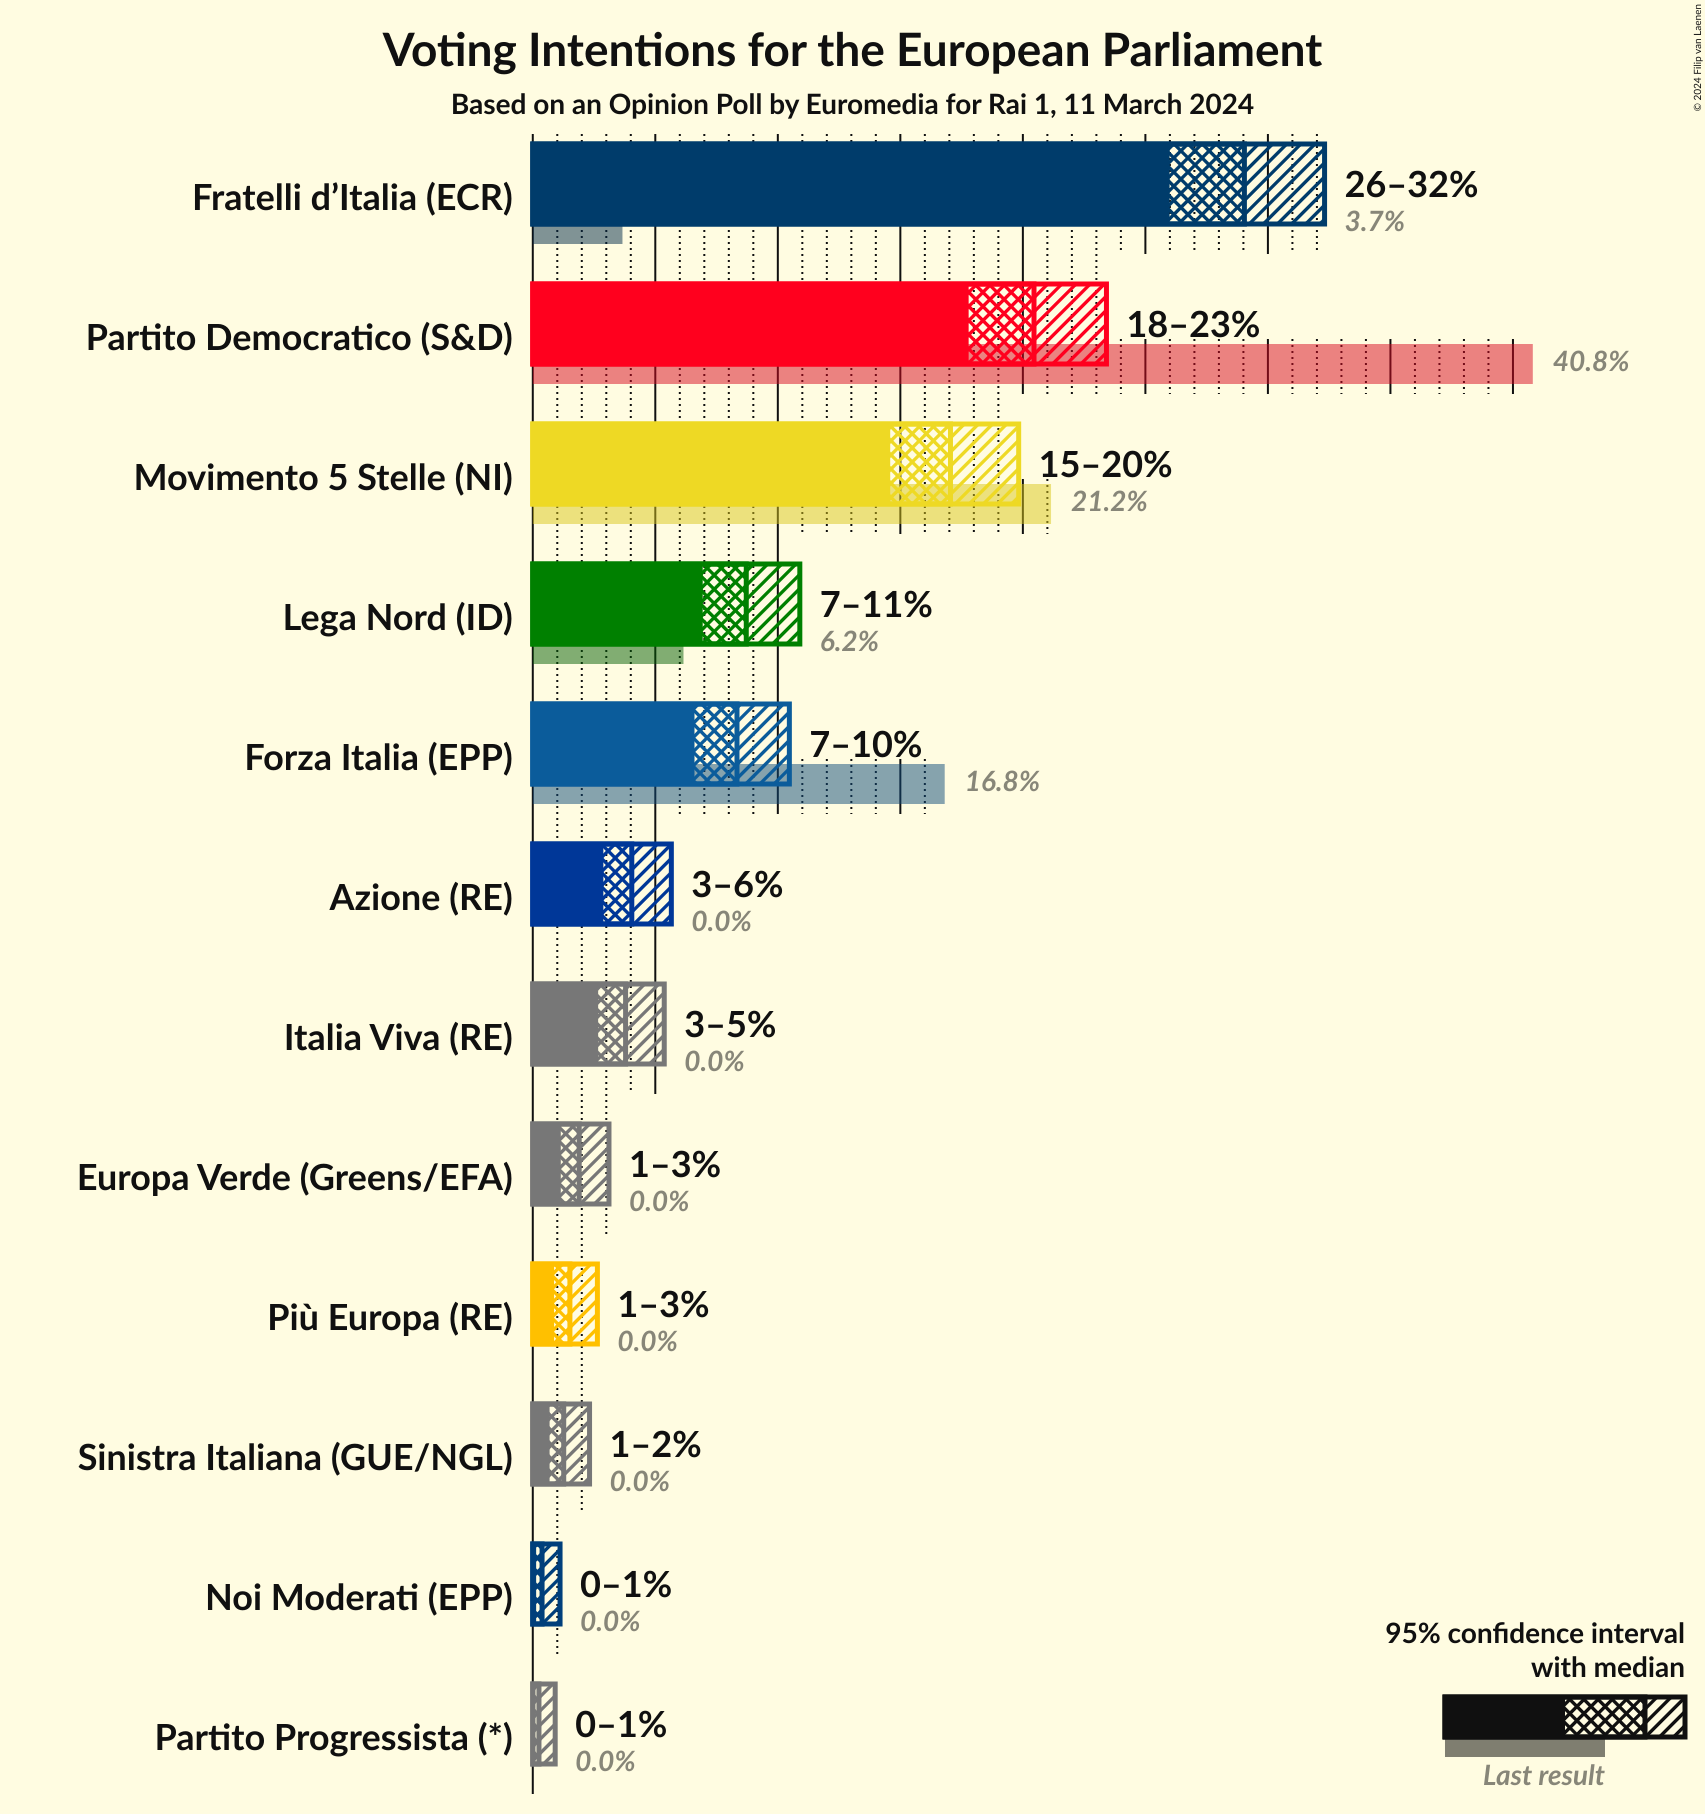 Voting Intentions for the European Parliament
Based on an Opinion Poll by Euromedia for Rai 1, 11 March 2024
© 2024 Filip van Laenen
Fratelli d’Italia (ECR)
26–32%
3.7%
Partito Democratico (S&D)
18–23%
40.8%
Movimento 5 Stelle (NI)
15–20%
21.2%
Lega Nord (ID)
7–11%
6.2%
Forza Italia (EPP)
7–10%
16.8%
Azione (RE)
3–6%
0.0%
Italia Viva (RE)
3–5%
0.0%
Europa Verde (Greens/EFA)
1–3%
0.0%
Più Europa (RE)
1–3%
0.0%
Sinistra Italiana (GUE/NGL)
1–2%
0.0%
Noi Moderati (EPP)
0–1%
0.0%
Partito Progressista (*)
0–1%
0.0%
95% confidence interval
with median
Last result